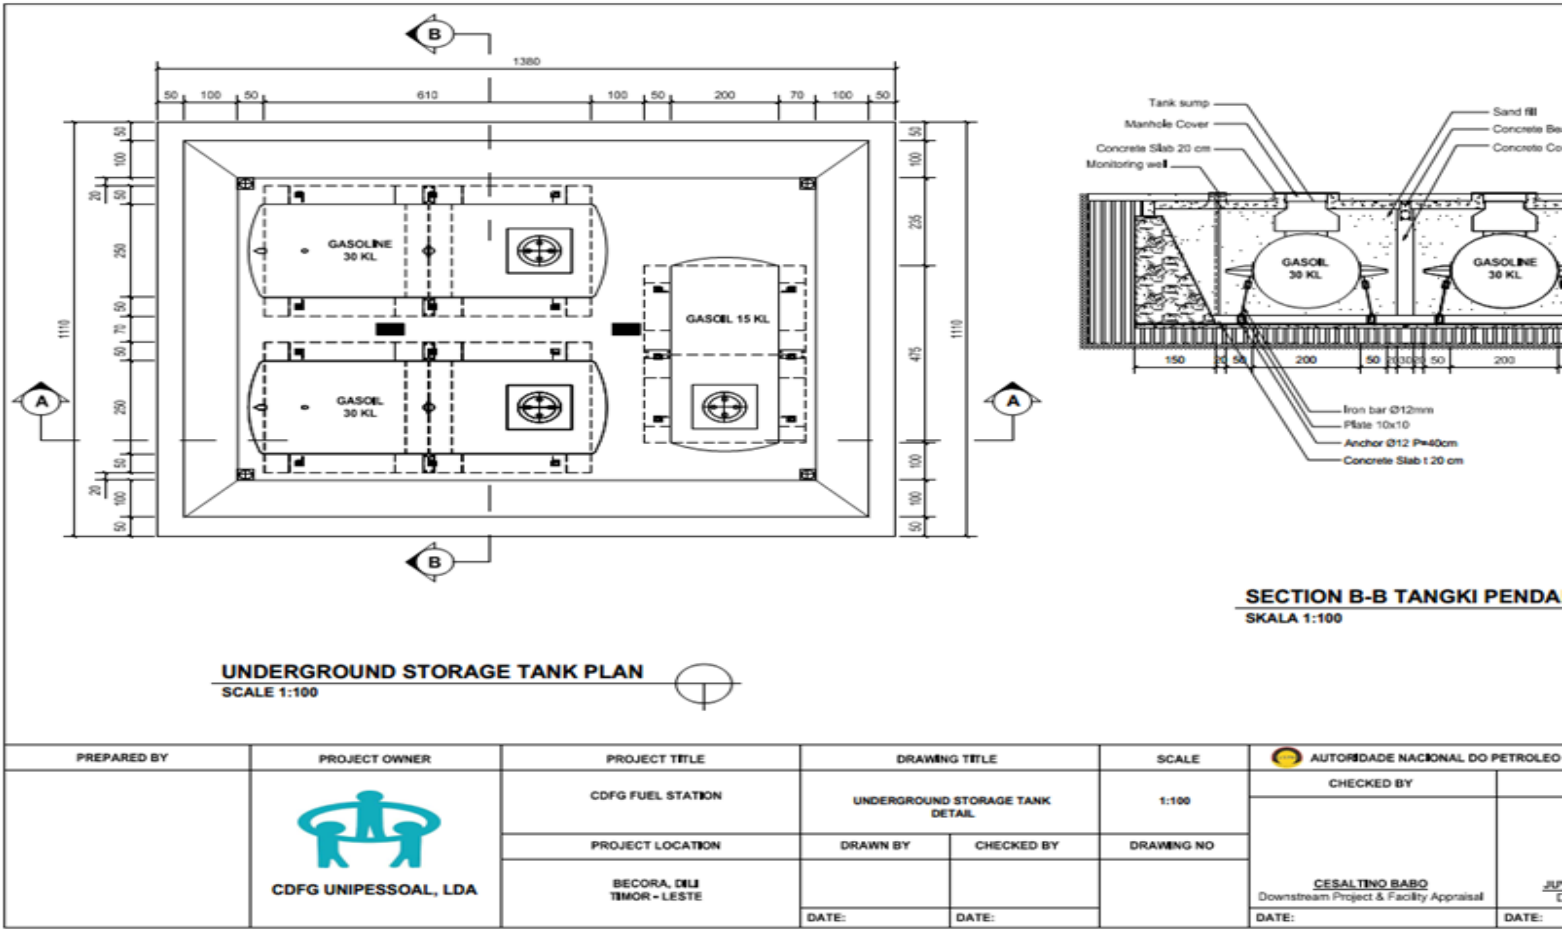 B
1380
50 100 50 610 100 50 200 70 100 50
50
100
20
50
250
50
70
50
250
50
20
100
50
1110
50
100
235
475
100
100
50
1110
GASOLINE
30 KL
GASOIL
30 KL
GASOIL 15 KL
A
A
B
UNDERGROUND STORAGE TANK PLAN
SCALE 1:100
Tank sump
Manhole Cover
Concrete Slab 20 cm
Monitoring well
Sand fill
Concrete Be
Concrete Co
GASOIL
30 KL
GASOLINE
30 KL
150 20 50 200 50 20 30 20 50 200
Iron bar Ø12mm
Plate 10x10
Anchor Ø12 P=40cm
Concrete Slab t 20 cm
SECTION B-B TANGKI PENDA
SKALA 1:100
PREPARED BY
PROJECT OWNER
CDFG UNIPESSOAL, LDA
PROJECT TITLE
CDFG FUEL STATION
PROJECT LOCATION
BECORA, DILI
TIMOR - LESTE
DRAWING TITLE
UNDERGROUND STORAGE TANK
DETAIL
DRAWN BY
CHECKED BY
DATE:
DATE:
SCALE
1:100
DRAWING NO
AUTORIDADE NACIONAL DO PETROLEO
CHECKED BY
CESALTINO BABO
Downstream Project & Facility Appraisal
DATE:
DATE: